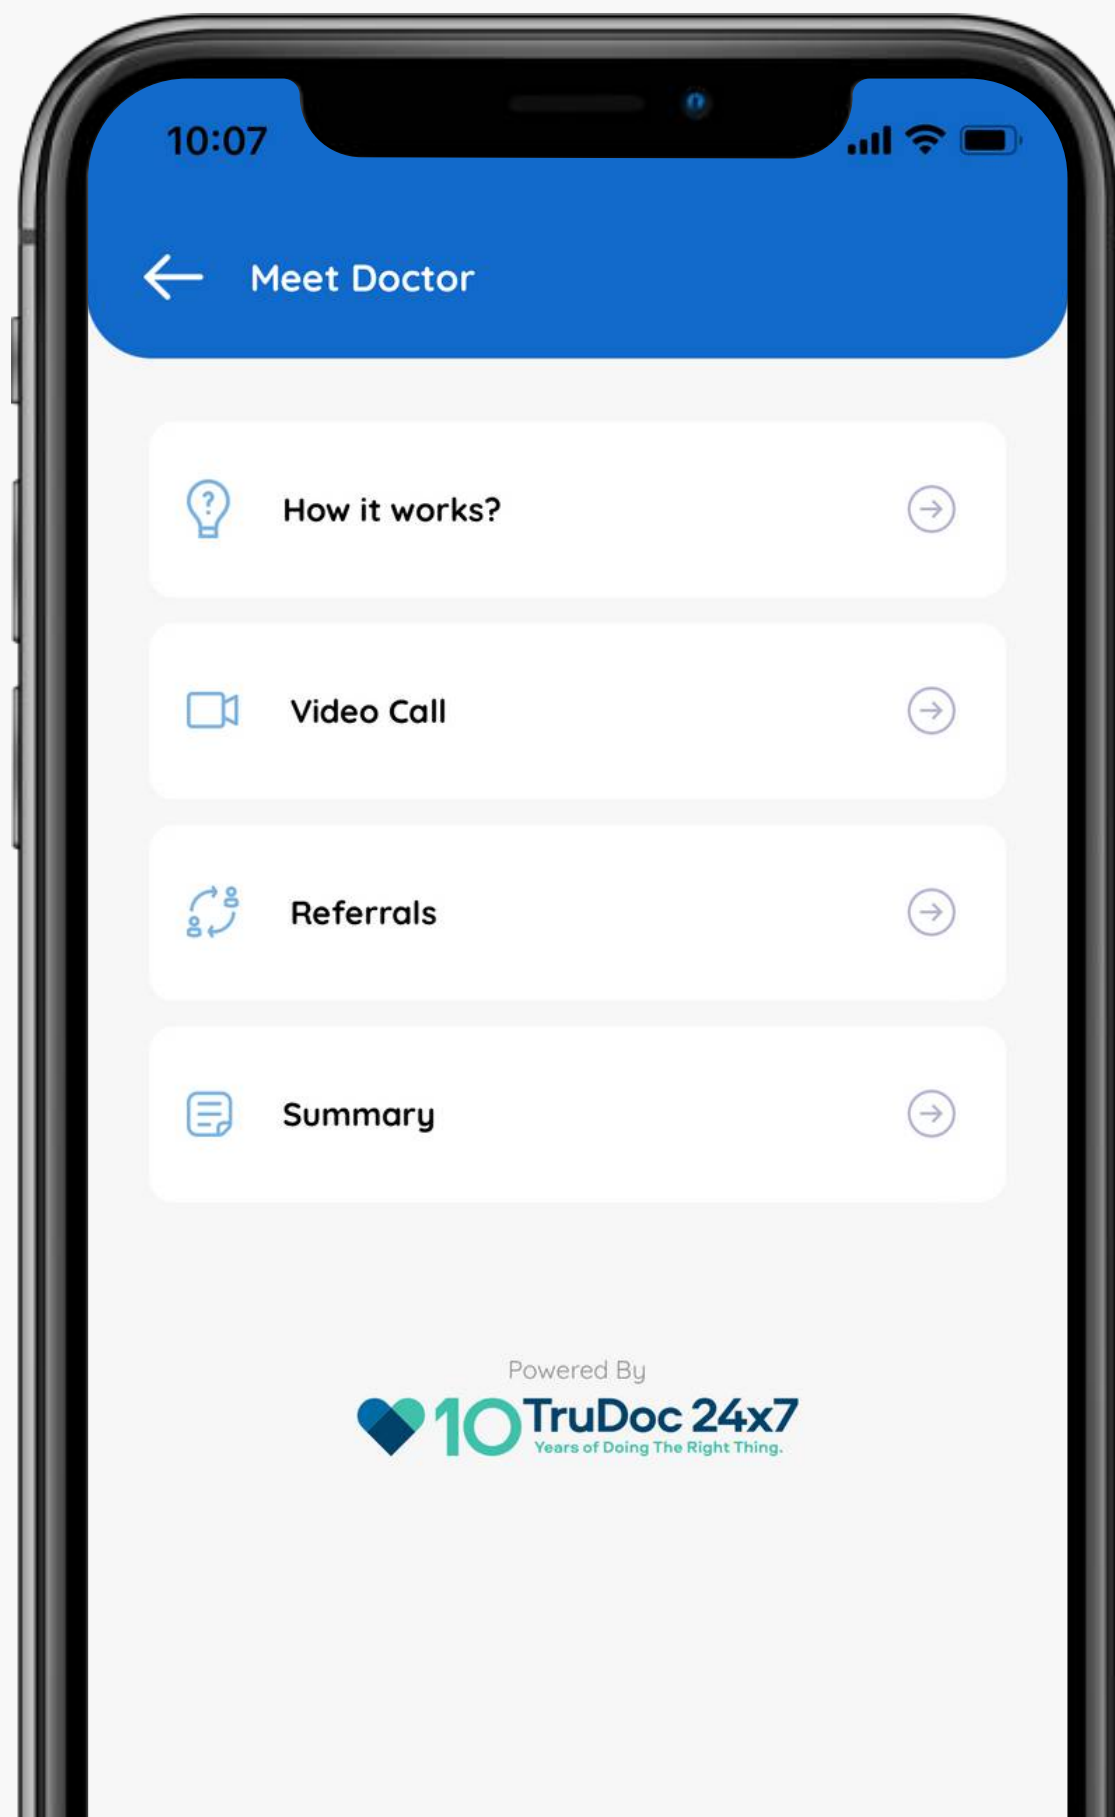 10:07
Meet Doctor
How it works?
Video Call
Referrals
Summary
Powered By
10 TruDoc 24x7
Years of Doing The Right Thing.